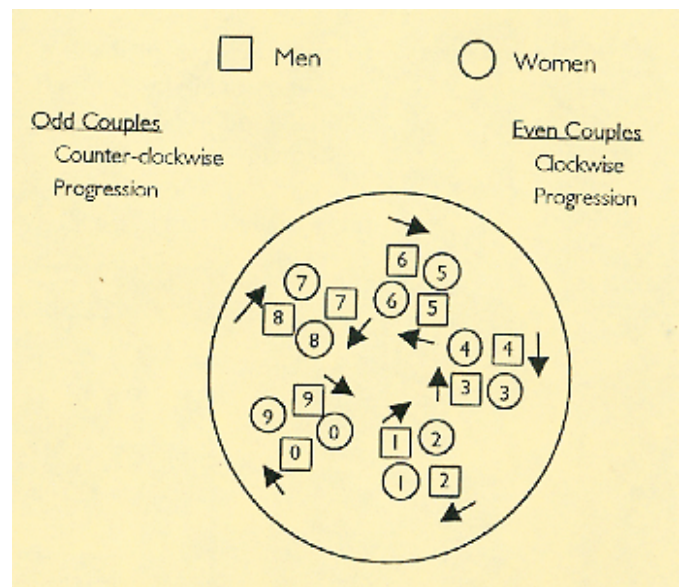 Men
Women
Odd Couples
Counter-clockwise
Progression
Even Couples
Clockwise
Progression
6
5
7
7
6
5
8
8
4
4
3
3
9
9
0
0
1
2
1
2